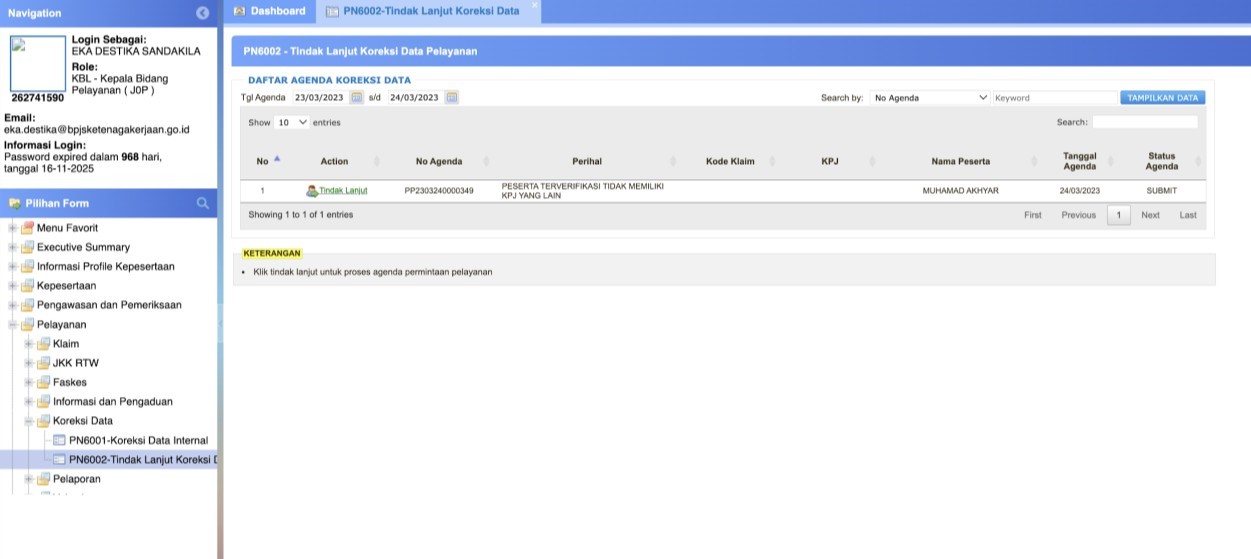 Navigation
Login Sebagai:
EKA DESTIKA SANDAKILA
Role:
KBL - Kepala Bidang
Pelayanan ( J0P )
262741590
Email:
eka.destika@bpjsketenagakerjaan.go.id
Informasi Login:
Password expired dalam 968 hari,
tanggal 16-11-2025
Pilihan Form
Menu Favorit
Executive Summary
Informasi Profile Kepesertaan
Kepesertaan
Pengawasan dan Pemeriksaan
Pelayanan
Klaim
JKK RTW
Faskes
Informasi dan Pengaduan
Koreksi Data
PN6001-Koreksi Data Internal
PN6002-Tindak Lanjut Koreksi D
Pelaporan
Dashboard PN6002-Tindak Lanjut Koreksi Data
PN6002 - Tindak Lanjut Koreksi Data Pelayanan
DAFTAR AGENDA KOREKSI DATA
Tgl Agenda 23/03/2023 s/d 24/03/2023 Search by: No Agenda Keyword TAMPILKAN DATA
Show 10 entries Search:
No Action No Agenda Perihal Kode Klaim KPJ Nama Peserta Tanggal Agenda Status Agenda
1 Tindak Lanjut PP2303240000349 PESERTA TERVERIFIKASI TIDAK MEMILIKI KPJ YANG LAIN MUHAMAD AKHYAR 24/03/2023 SUBMIT
Showing 1 to 1 of 1 entries First Previous 1 Next Last
KETERANGAN
• Klik tindak lanjut untuk proses agenda permintaan pelayanan